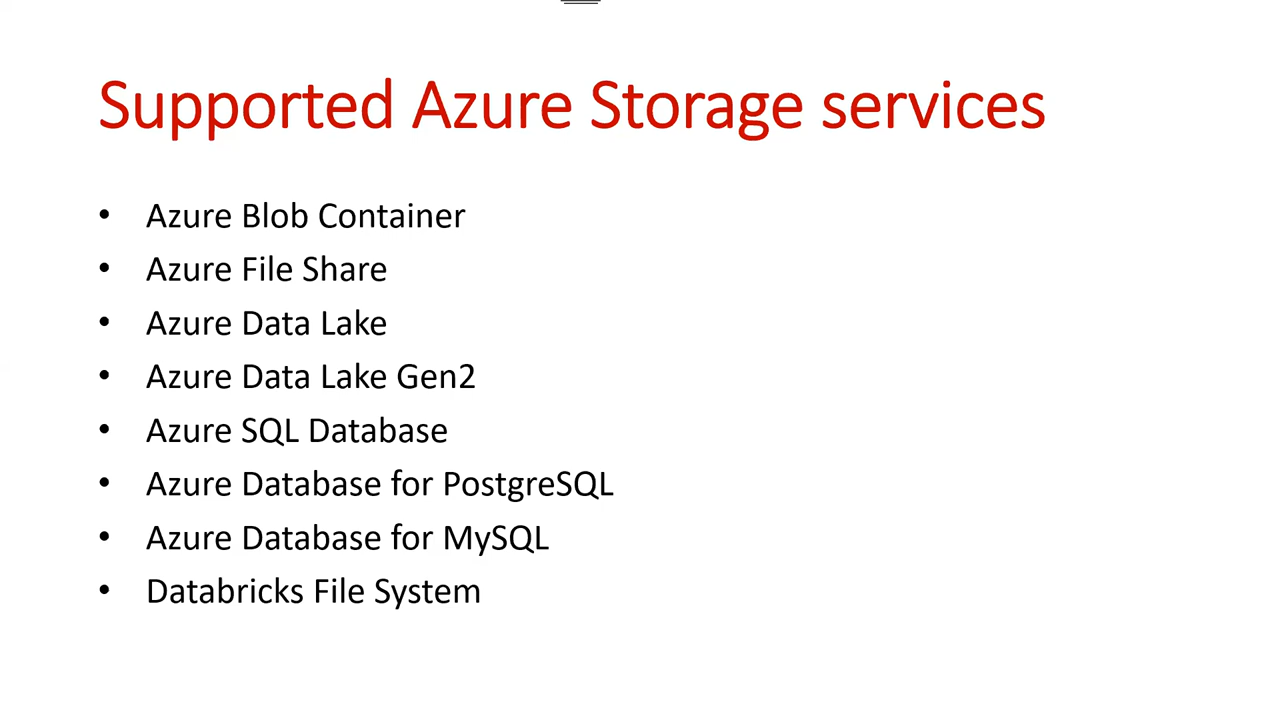 Supported Azure Storage services
• Azure Blob Container
• Azure File Share
• Azure Data Lake
• Azure Data Lake Gen2
• Azure SQL Database
• Azure Database for PostgreSQL
• Azure Database for MySQL
• Databricks File System